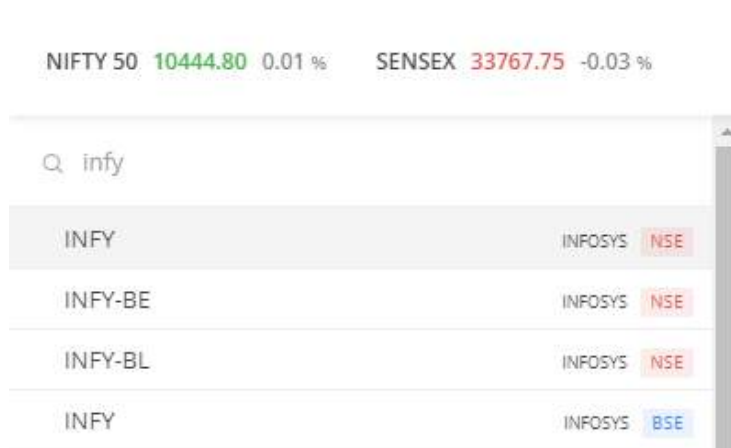 NIFTY 50 10444.80 0.01 % SENSEX 33767.75 -0.03 %
infy
INFY INFOSYS NSE
INFY-BE INFOSYS NSE
INFY-BL INFOSYS NSE
INFY INFOSYS BSE